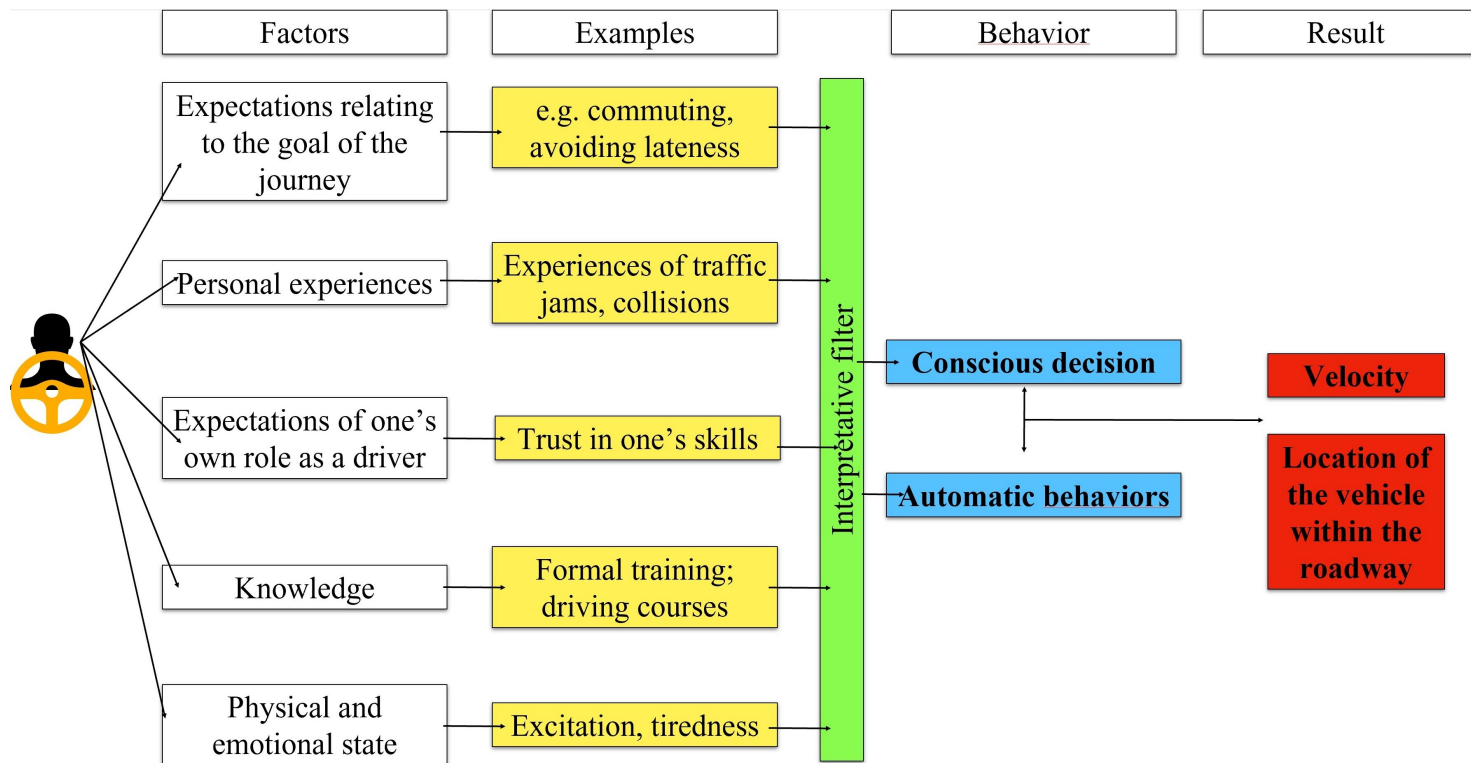 Factors
Examples
Behavior
Result
Expectations relating
to the goal of the
journey
e.g. commuting,
avoiding lateness
Personal experiences
Experiences of traffic
jams, collisions
Interpretative filter
Conscious decision
Velocity
Expectations of one’s
own role as a driver
Trust in one’s skills
Automatic behaviors
Location of
the vehicle
within the
roadway
Knowledge
Formal training;
driving courses
Physical and
emotional state
Excitation, tiredness